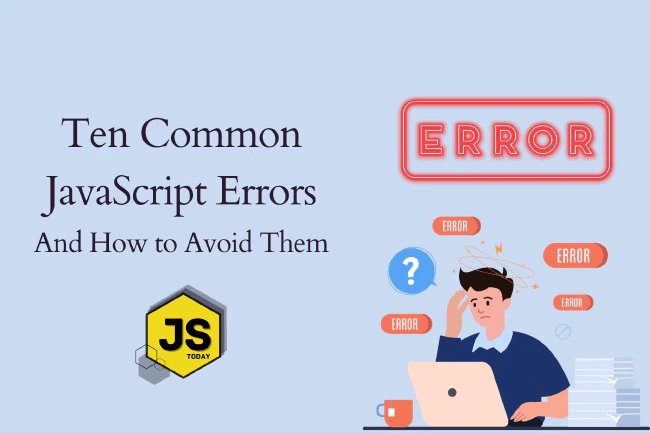 Ten Common
JavaScript Errors
And How to Avoid Them
JS
TODAY
ERROR
ERROR
ERROR
?
ERROR
ERROR